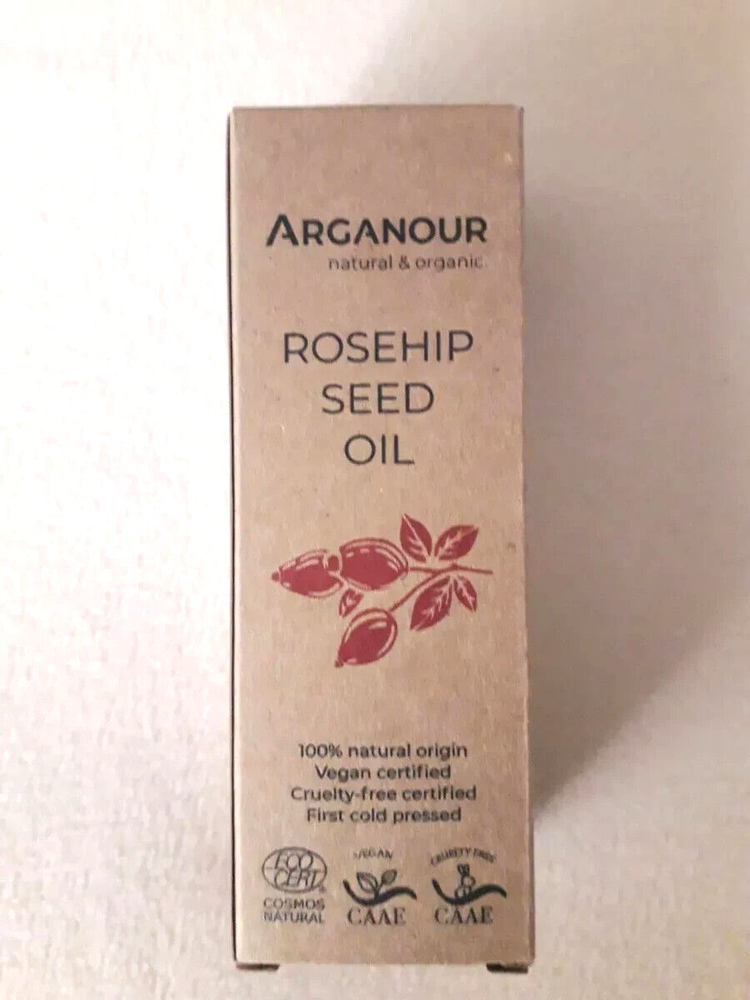 ARGANOUR
natural & organic
ROSEHIP
SEED
OIL
100% natural origin
Vegan certified
Cruelty-free certified
First cold pressed
ECO
CERT
COSMOS
NATURAL
VEGAN
CAAE
CRUELTY FREE
CAAE